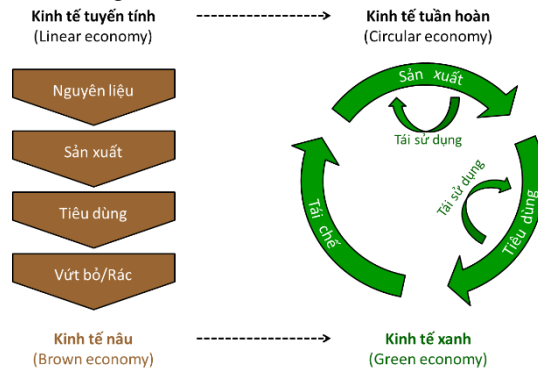 Kinh tế tuyến tính
(Linear economy)
Kinh tế tuần hoàn
(Circular economy)
Nguyên liệu
Sản xuất
Tiêu dùng
Vứt bỏ/Rác
Sản xuất
Tái sử dụng
Tái sử dụng
Tiêu dùng
Tái chế
Kinh tế nâu
(Brown economy)
Kinh tế xanh
(Green economy)